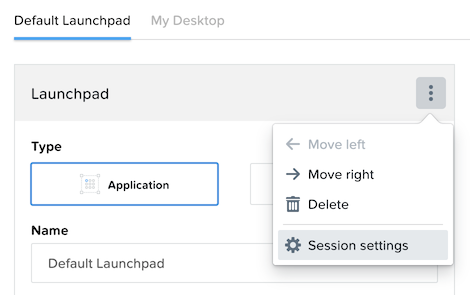 Default Launchpad My Desktop
Launchpad
Type
Move left
Application
Move right
Delete
Name
Session settings
Default Launchpad